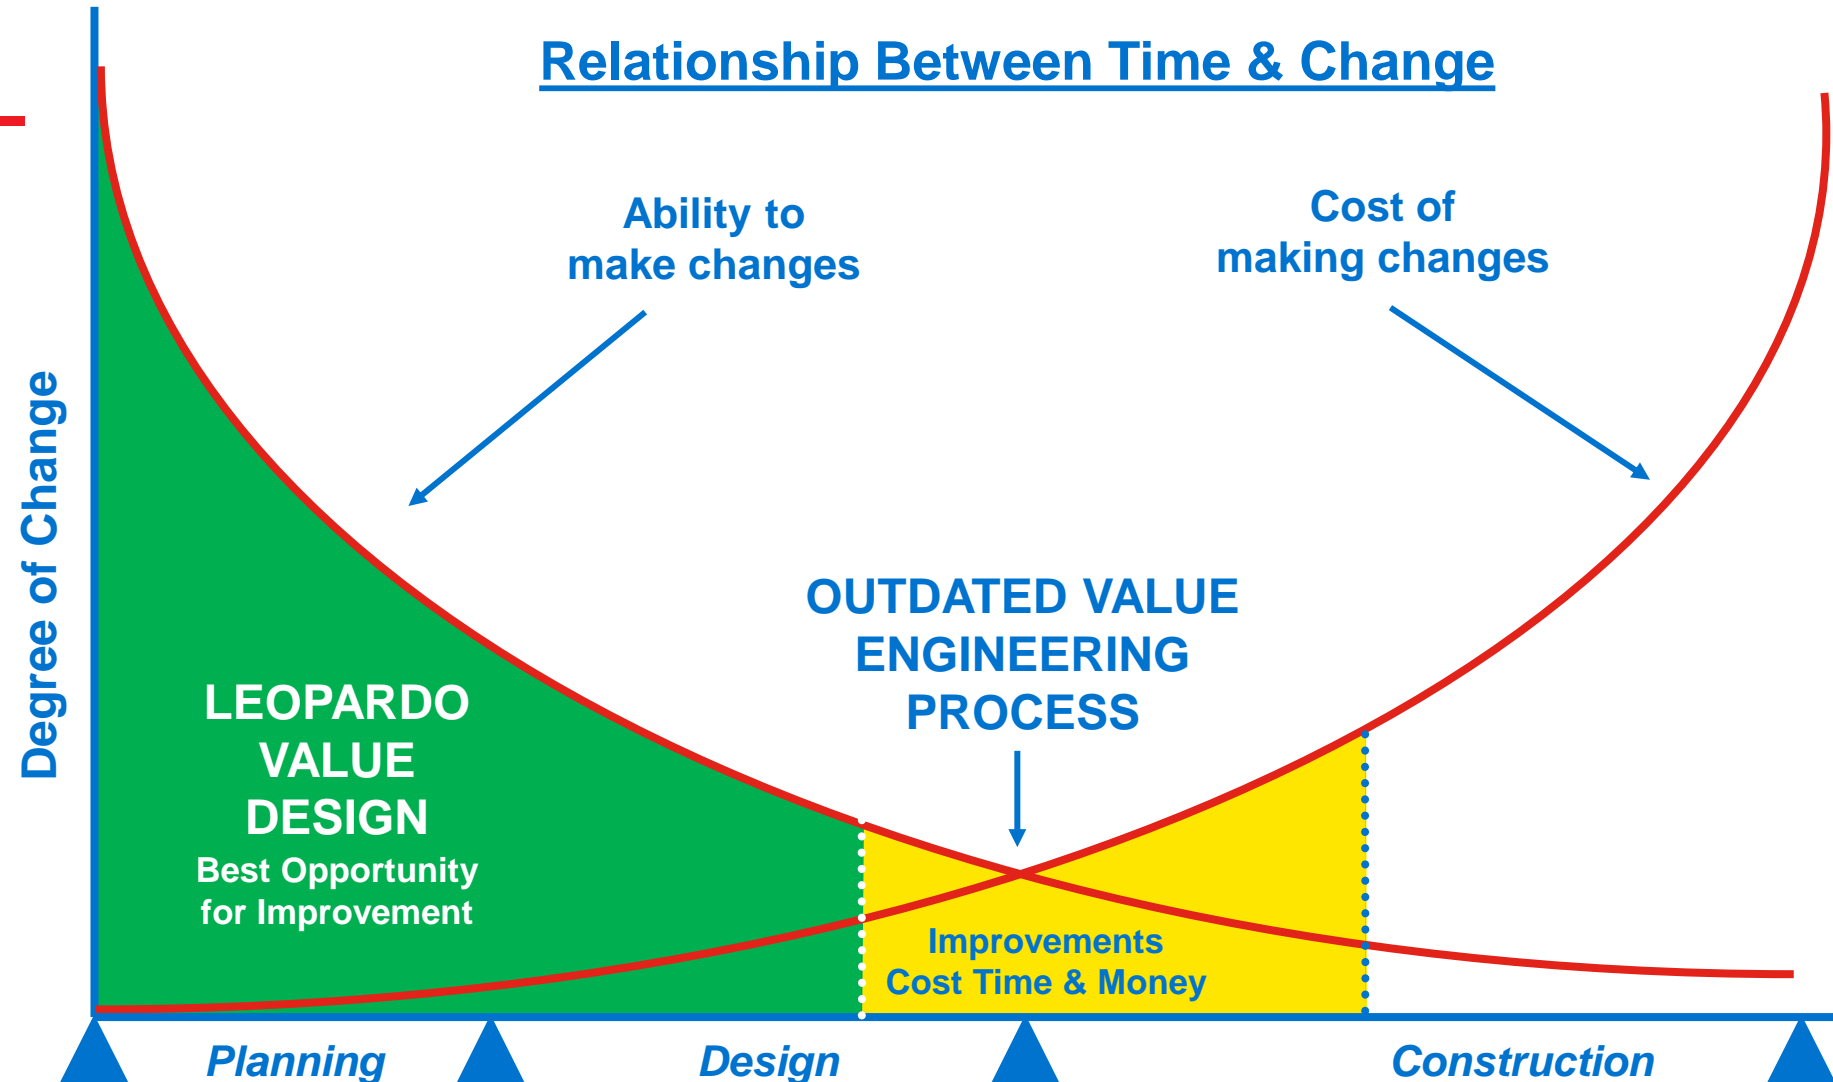 Relationship Between Time & Change
Ability to
make changes
Cost of
making changes
Degree of Change
OUTDATED VALUE
ENGINEERING
PROCESS
LEOPARDO
VALUE
DESIGN
Best Opportunity
for Improvement
Improvements
Cost Time & Money
Planning
Design
Construction